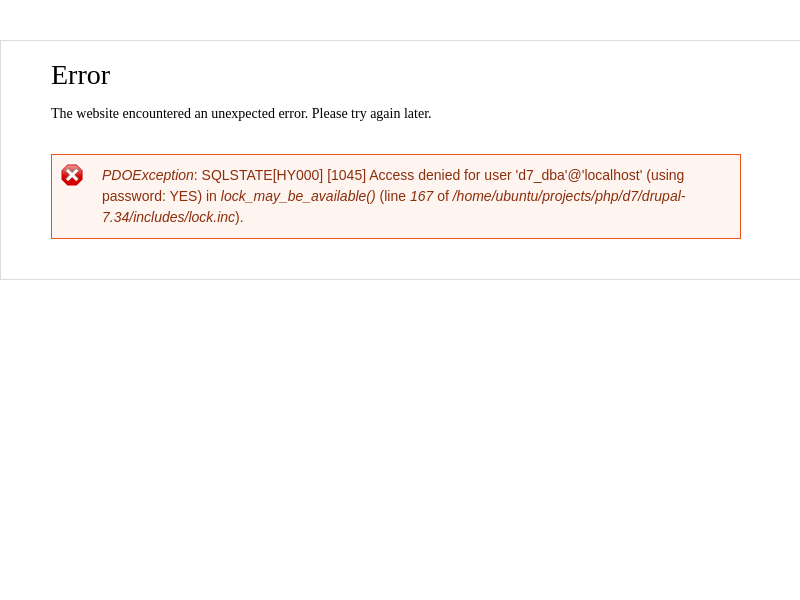 Error
The website encountered an unexpected error. Please try again later.
PDOException: SQLSTATE[HY000] [1045] Access denied for user 'd7_dba'@'localhost' (using
password: YES) in lock_may_be_available() (line 167 of /home/ubuntu/projects/php/d7/drupal-
7.34/includes/lock.inc).